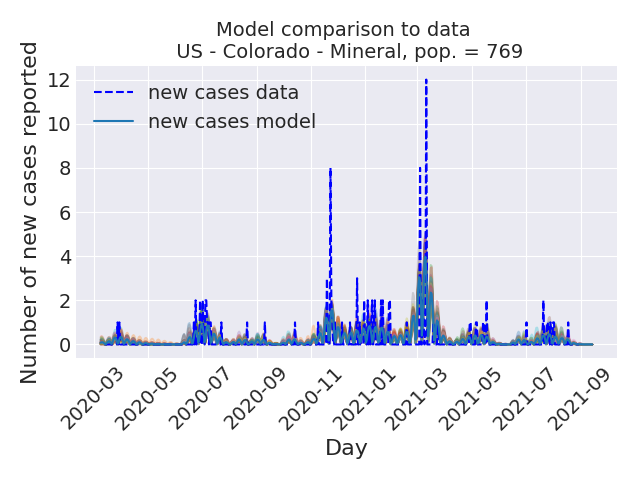 Model comparison to data
US - Colorado - Mineral, pop. = 769
Number of new cases reported
12
10
8
6
4
2
0
new cases data
new cases model
2020-03
2020-05
2020-07
2020-09
2020-11
2021-01
2021-03
2021-05
2021-07
2021-09
Day